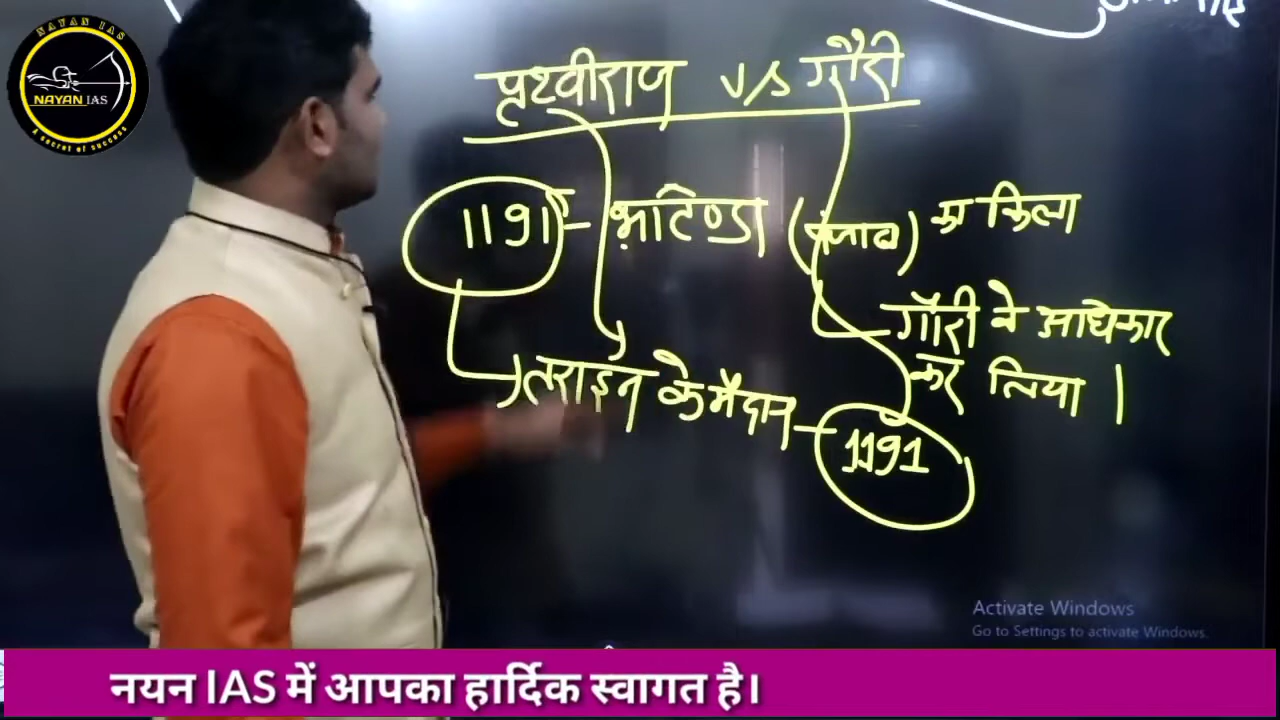 NAYAN IAS
NAYAN IAS
A secret of success
पृथ्वीराज v/s गौरी
1191 ई - भटिण्डा (पंजाब) का किला
गौरी ने अधिकार
कर लिया ।
तराइन के मैदान - 1191
Activate Windows
Go to Settings to activate Windows.
नयन IAS में आपका हार्दिक स्वागत है।